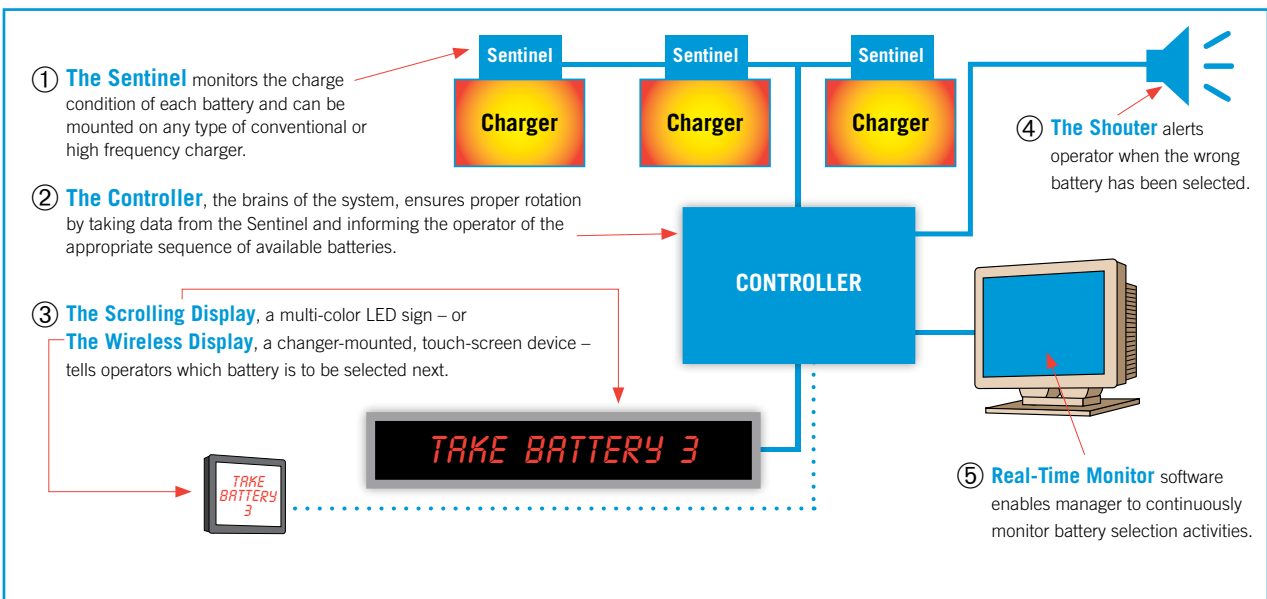 Sentinel
Sentinel
Sentinel
Charger
Charger
Charger
① The Sentinel monitors the charge
condition of each battery and can be
mounted on any type of conventional or
high frequency charger.
④ The Shouter alerts
operator when the wrong
battery has been selected.
② The Controller, the brains of the system, ensures proper rotation
by taking data from the Sentinel and informing the operator of the
appropriate sequence of available batteries.
CONTROLLER
③ The Scrolling Display, a multi-color LED sign – or
The Wireless Display, a changer-mounted, touch-screen device –
tells operators which battery is to be selected next.
TAKE BATTERY 3
TAKE
BATTERY
3
⑤ Real-Time Monitor software
enables manager to continuously
monitor battery selection activities.